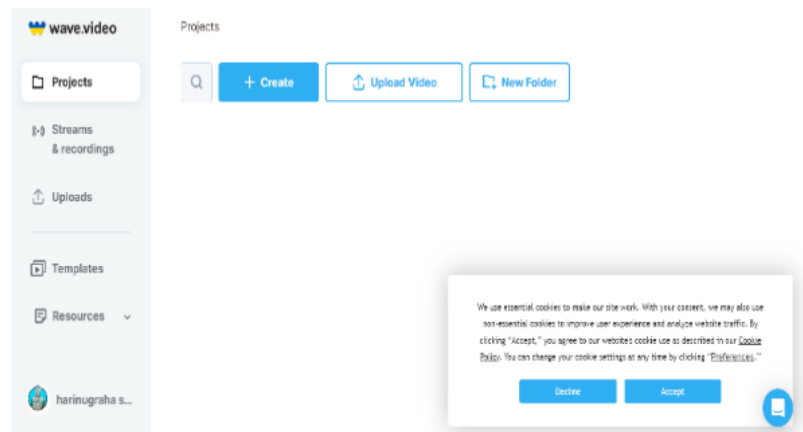 wave.video
Projects
Projects
+ Create
Upload Video
New Folder
Streams
& recordings
Uploads
Templates
Resources
harinugraha s...
We use essential cookies to make our site work. With your consent, we may also use
non-essential cookies to improve user experience and analyze website traffic. By
clicking "Accept," you agree to our website's cookie use as described in our Cookie
Policy. You can change your cookie settings at any time by clicking "Preferences."
Decline
Accept